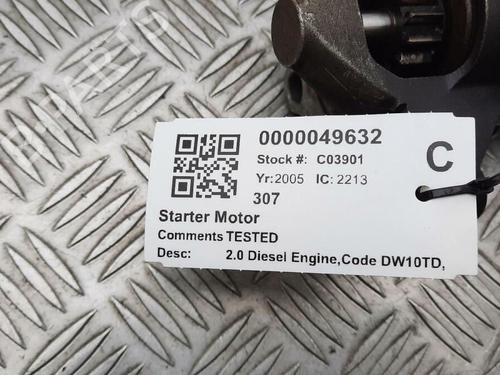 0000049632
Stock #: C03901
C
Yr:2005 IC: 2213
307
Starter Motor
Comments TESTED
Desc: 2.0 Diesel Engine,Code DW10TD,